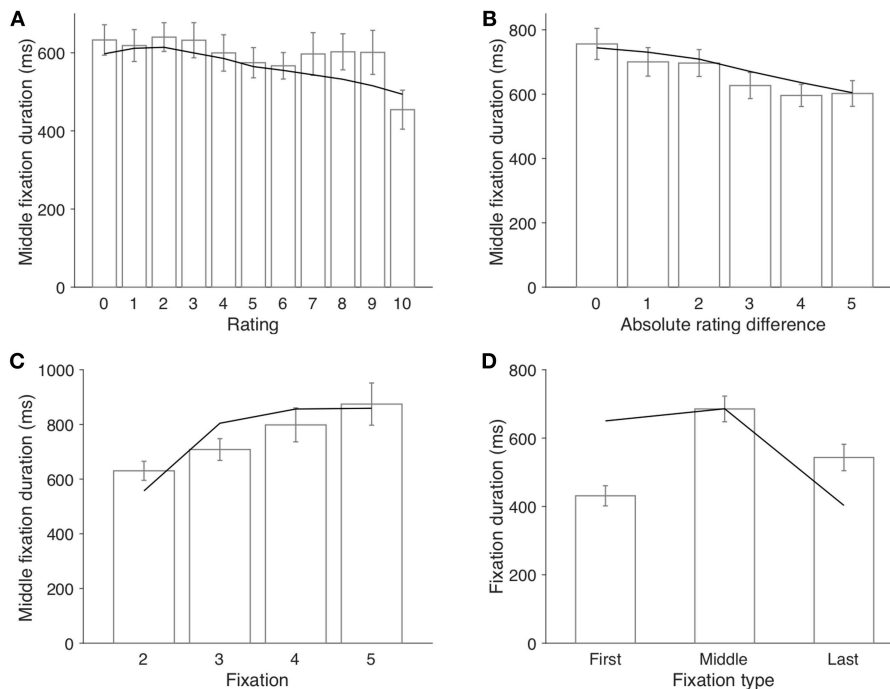 A
Middle fixation duration (ms)
600
400
200
0
0 1 2 3 4 5 6 7 8 9 10
Rating
B
Middle fixation duration (ms)
800
600
400
200
0
0 1 2 3 4 5
Absolute rating difference
C
Middle fixation duration (ms)
1000
800
600
400
200
0
2 3 4 5
Fixation
D
Fixation duration (ms)
800
600
400
200
0
First Middle Last
Fixation type